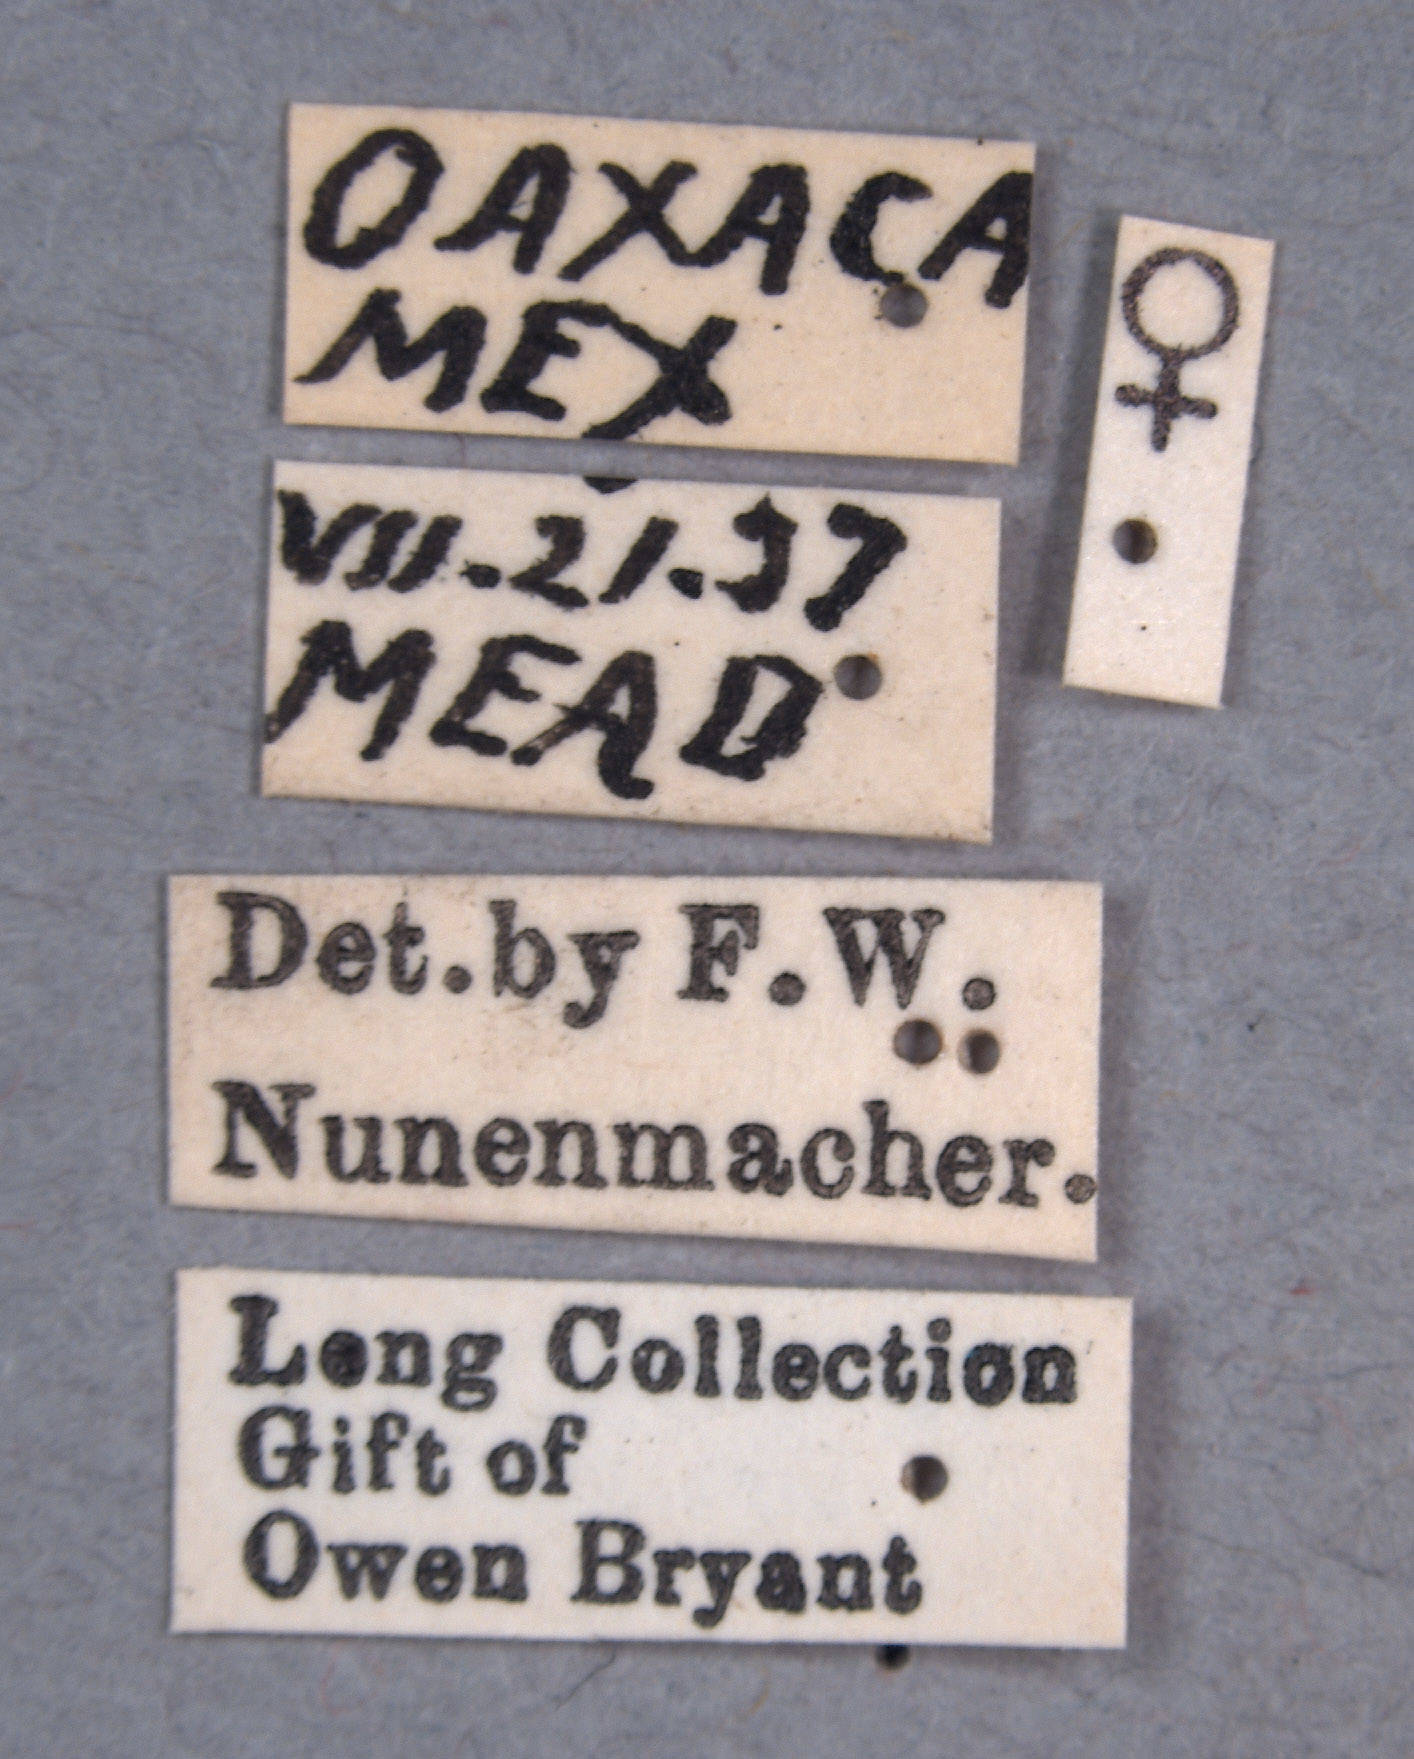 OAXACA
MEX
♀
VII.21.37
MEAD
Det. by F. W.
Nunenmacher.
Leng Collection
Gift of
Owen Bryant